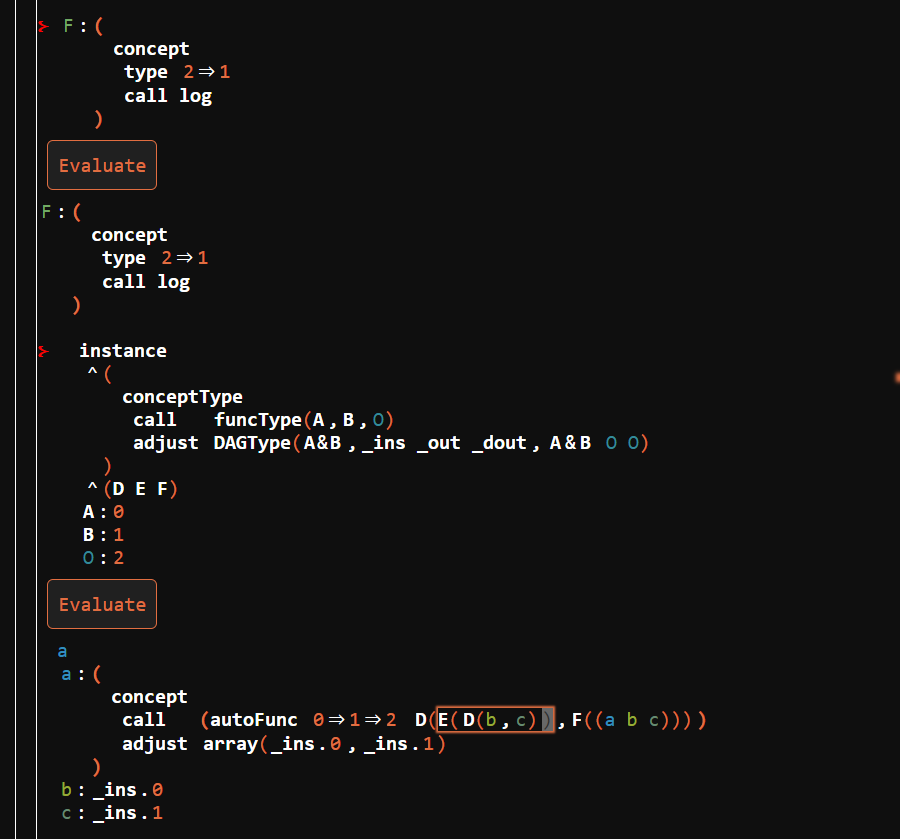 > F:(
concept
type 2⇒1
call log
)
Evaluate
F:(
concept
type 2⇒1
call log
)
> instance
^(
conceptType
call funcType(A,B,O)
adjust DAGType(A&B,_ins _out _dout,A&B O O)
)
^(D E F)
A:0
B:1
O:2
Evaluate
a
a:(
concept
call (autoFunc 0⇒1⇒2 D(E(D(b,c)),F((a b c))))
adjust array(_ins.0,_ins.1)
)
b:_ins.0
c:_ins.1